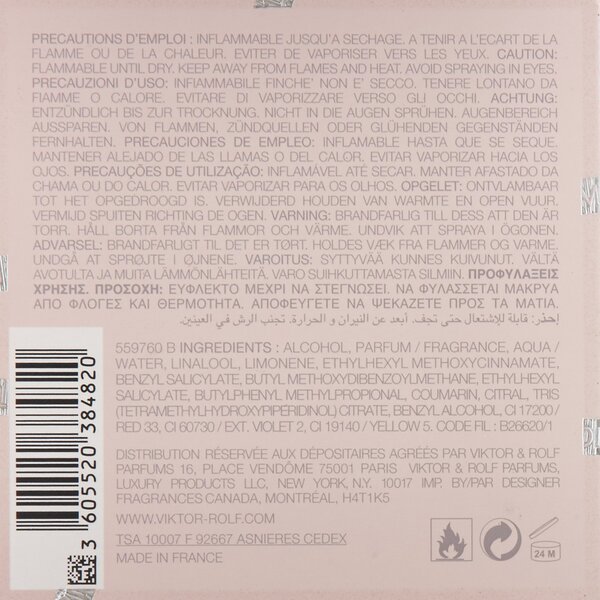 PRECAUTIONS D'EMPLOI : INFLAMMABLE JUSQU'A SECHAGE. A TENIR A L'ECART DE LA
FLAMME OU DE LA CHALEUR. EVITER DE VAPORISER VERS LES YEUX. CAUTION:
FLAMMABLE UNTIL DRY. KEEP AWAY FROM FLAMES AND HEAT. AVOID SPRAYING IN EYES.
PRECAUZIONI D'USO: INFIAMMABILE FINCHE' NON E' SECCO. TENERE LONTANO DA
FIAMME O CALORE. EVITARE DI VAPORIZZARE VERSO GLI OCCHI. ACHTUNG:
ENTZÜNDLICH BIS ZUR TROCKNUNG. NICHT IN DIE AUGEN SPRÜHEN. AUGENBEREICH
AUSSPAREN. VON FLAMMEN, ZÜNDQUELLEN ODER GLÜHENDEN GEGENSTÄNDEN
FERNHALTEN. PRECAUCIONES DE EMPLEO: INFLAMABLE HASTA QUE SE SEQUE.
MANTENER ALEJADO DE LAS LLAMAS O DEL CALOR. EVITAR VAPORIZAR HACIA LOS
OJOS. PRECAUÇÕES DE UTILIZAÇÃO: INFLAMÁVEL ATÉ SECAR. MANTER AFASTADO DA
CHAMA OU DO CALOR. EVITAR VAPORIZAR PARA OS OLHOS. OPGELET: ONTVLAMBAAR
TOT HET OPGEDROOGD IS. VERWIJDERD HOUDEN VAN WARMTE EN OPEN VUUR.
VERMIJD SPUITEN RICHTING DE OGEN. VARNING: BRANDFARLIG TILL DESS ATT DEN ÄR
TORR. HÅLL BORTA FRÅN FLAMMOR OCH VÄRME. UNDVIK ATT SPRAYA I ÖGONEN.
ADVARSEL: BRANDFARLIGT TIL DET ER TØRT. HOLDES VÆK FRA FLAMMER OG VARME.
UNDGÅ AT SPRØJTE I ØJNENE. VAROITUS: SYTTYVÄÄ KUNNES KUIVUNUT. VÄLTÄ
AVOTULTA JA MUITA LÄMMÖNLÄHTEITÄ. VARO SUIHKUTTAMASTA SILMIIN. ΠΡΟΦΥΛΑΞΕΙΣ
ΧΡΗΣΗΣ. ΠΡΟΣΟΧΗ: ΕΥΦΛΕΚΤΟ ΜΕΧΡΙ ΝΑ ΣΤΕΓΝΩΣΕΙ. ΝΑ ΦΥΛΑΣΣΕΤΑΙ ΜΑΚΡΥΑ
ΑΠΟ ΦΛΟΓΕΣ ΚΑΙ ΘΕΡΜΟΤΗΤΑ. ΑΠΟΦΕΥΓΕΤΕ ΝΑ ΨΕΚΑΖΕΤΕ ΠΡΟΣ ΤΑ ΜΑΤΙΑ.
إحذر: قابلة للإشتعال حتى تجف. أبعد عن النيران و الحرارة. تجنب الرش في العينين.
559760 B INGREDIENTS : ALCOHOL, PARFUM / FRAGRANCE, AQUA /
WATER, LINALOOL, LIMONENE, ETHYLHEXYL METHOXYCINNAMATE,
BENZYL SALICYLATE, BUTYL METHOXYDIBENZOYLMETHANE, ETHYLHEXYL
SALICYLATE, BUTYLPHENYL METHYLPROPIONAL, COUMARIN, CITRAL, TRIS
(TETRAMETHYLHYDROXYPIPERIDINOL) CITRATE, BENZYL ALCOHOL, CI 17200 /
RED 33, CI 60730 / EXT. VIOLET 2, CI 19140 / YELLOW 5. CODE FIL : B26620/1
DISTRIBUTION RÉSERVÉE AUX DÉPOSITAIRES AGRÉÉS PAR VIKTOR & ROLF
PARFUMS 16, PLACE VENDÔME 75001 PARIS VIKTOR & ROLF PARFUMS,
LUXURY PRODUCTS LLC, NEW YORK, N.Y. 10017 IMP. BY/PAR DESIGNER
FRAGRANCES CANADA, MONTRÉAL, H4T1K5
WWW.VIKTOR-ROLF.COM
TSA 10007 F 92667 ASNIERES CEDEX
MADE IN FRANCE
24 M
3 605520 384820